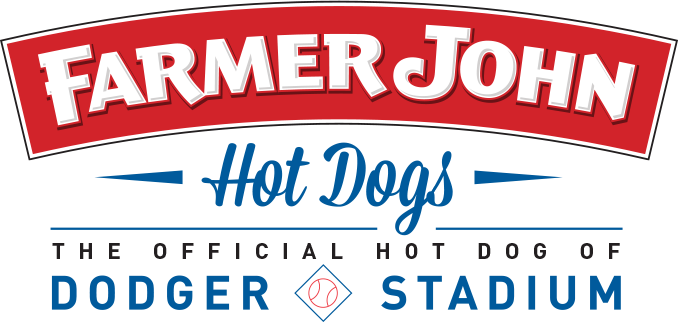 FARMER JOHN
Hot Dogs
THE OFFICIAL HOT DOG OF
DODGER STADIUM